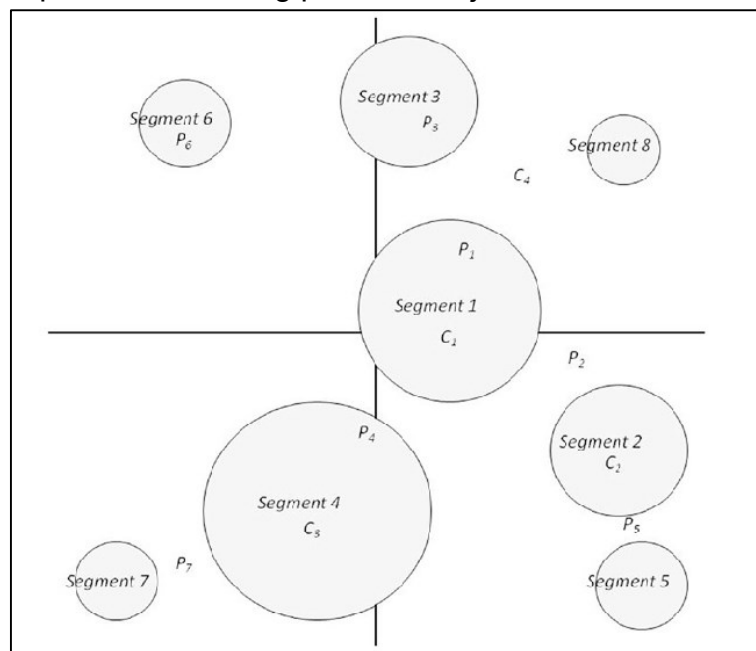 Segment 3
Segment 6
P3
P6
Segment 8
C4
P1
Segment 1
C1
P2
P4
Segment 2
C2
Segment 4
C3
P5
P7
Segment 7
Segment 5